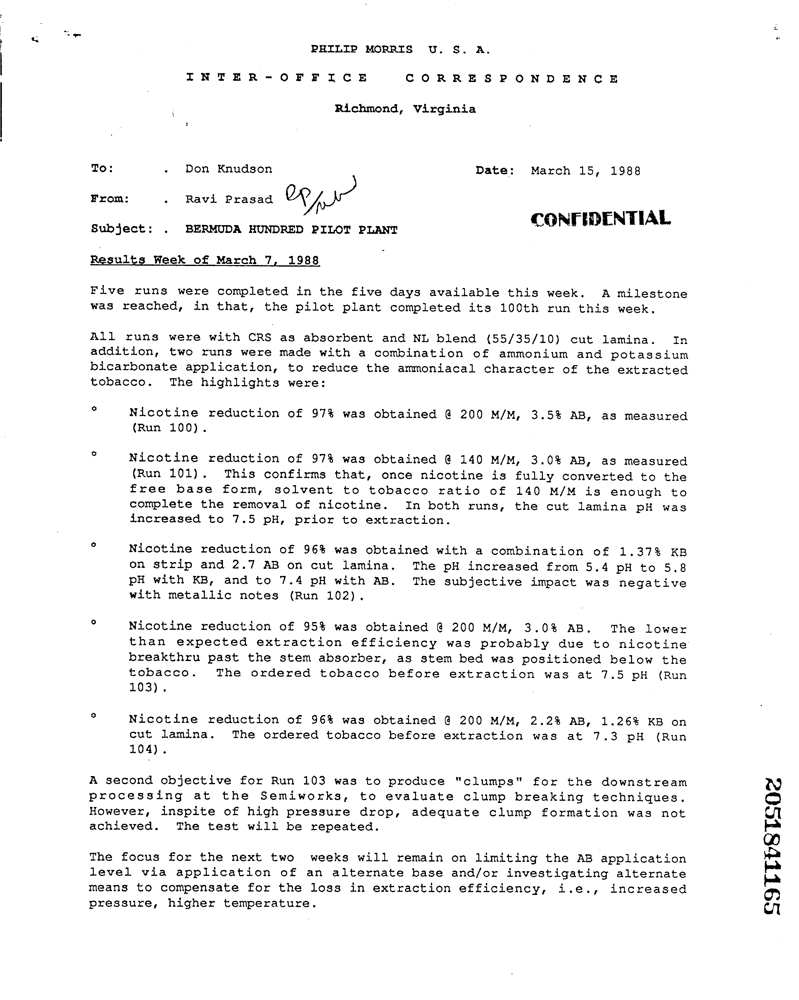 PHILIP MORRIS U. S. A.
INTER-OFFICE CORRESPONDENCE
Richmond, Virginia
To: . Don Knudson Date: March 15, 1988
From: . Ravi Prasad
CONFIDENTIAL
Subject: . BERMUDA HUNDRED PILOT PLANT
Results Week of March 7, 1988
Five runs were completed in the five days available this week. A milestone
was reached, in that, the pilot plant completed its 100th run this week.
All runs were with CRS as absorbent and NL blend (55/35/10) cut lamina. In
addition, two runs were made with a combination of ammonium and potassium
bicarbonate application, to reduce the ammoniacal character of the extracted
tobacco. The highlights were:
° Nicotine reduction of 97% was obtained @ 200 M/M, 3.5% AB, as measured
(Run 100).
° Nicotine reduction of 97% was obtained @ 140 M/M, 3.0% AB, as measured
(Run 101). This confirms that, once nicotine is fully converted to the
free base form, solvent to tobacco ratio of 140 M/M is enough to
complete the removal of nicotine. In both runs, the cut lamina pH was
increased to 7.5 pH, prior to extraction.
° Nicotine reduction of 96% was obtained with a combination of 1.37% KB
on strip and 2.7 AB on cut lamina. The pH increased from 5.4 pH to 5.8
pH with KB, and to 7.4 pH with AB. The subjective impact was negative
with metallic notes (Run 102).
° Nicotine reduction of 95% was obtained @ 200 M/M, 3.0% AB. The lower
than expected extraction efficiency was probably due to nicotine
breakthru past the stem absorber, as stem bed was positioned below the
tobacco. The ordered tobacco before extraction was at 7.5 pH (Run
103).
° Nicotine reduction of 96% was obtained @ 200 M/M, 2.2% AB, 1.26% KB on
cut lamina. The ordered tobacco before extraction was at 7.3 pH (Run
104).
A second objective for Run 103 was to produce "clumps" for the downstream
processing at the Semiworks, to evaluate clump breaking techniques.
However, inspite of high pressure drop, adequate clump formation was not
achieved. The test will be repeated.
The focus for the next two weeks will remain on limiting the AB application
level via application of an alternate base and/or investigating alternate
means to compensate for the loss in extraction efficiency, i.e., increased
pressure, higher temperature.
2051841165